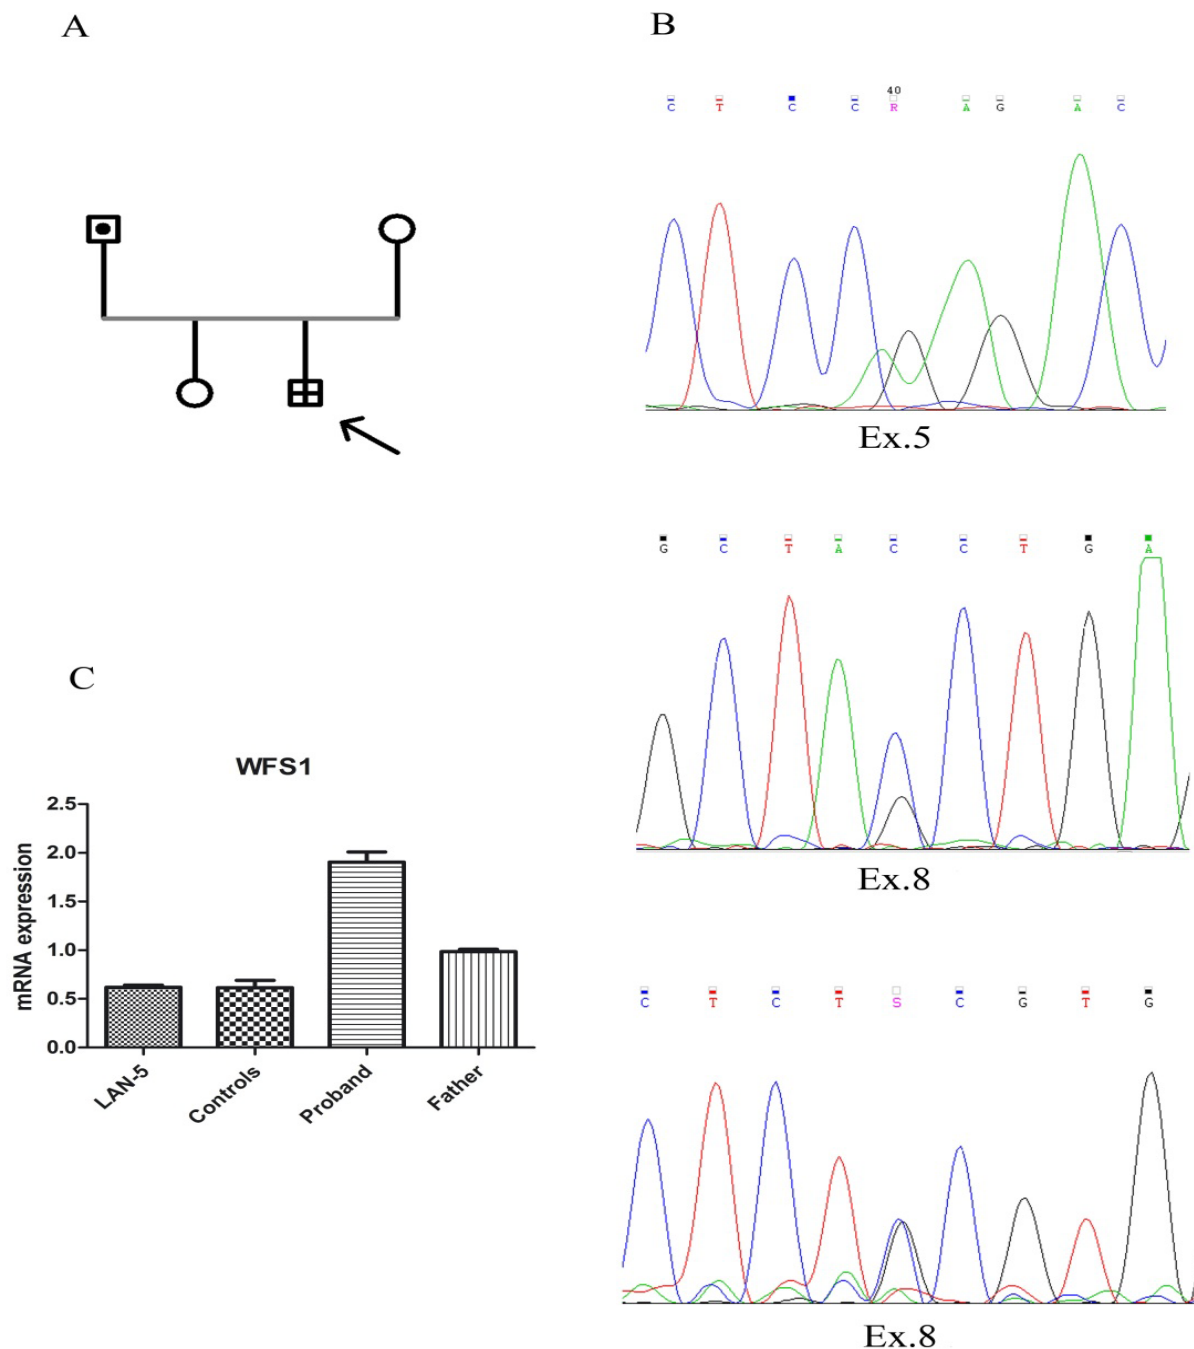 A
B
40
C T C C R A G A C
Ex.5
G C T A C C T G A
Ex.8
C
WFS1
mRNA expression
2.5
2.0
1.5
1.0
0.5
0.0
LAN-5
Controls
Proband
Father
C T C T S C G T G
Ex.8